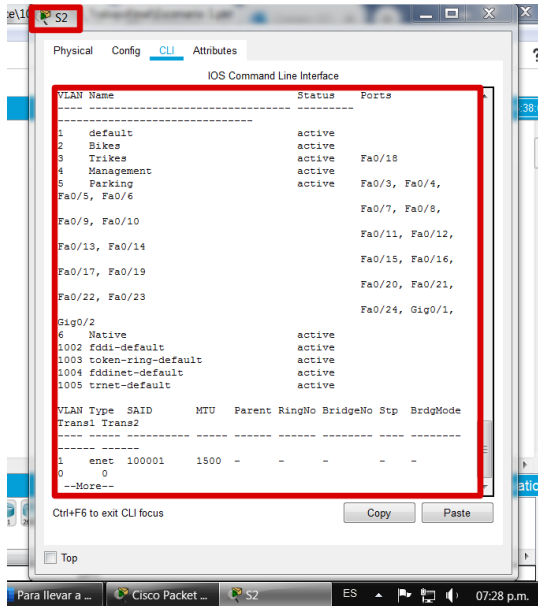 S2
Physical Config CLI Attributes
IOS Command Line Interface
VLAN Name Status Ports
---- -------------------------------- ---------
-------------------------------
1 default active
2 Bikes active
3 Trikes active Fa0/18
4 Management active
5 Parking active Fa0/3, Fa0/4,
Fa0/5, Fa0/6
Fa0/7, Fa0/8,
Fa0/9, Fa0/10
Fa0/11, Fa0/12,
Fa0/13, Fa0/14
Fa0/15, Fa0/16,
Fa0/17, Fa0/19
Fa0/20, Fa0/21,
Fa0/22, Fa0/23
Fa0/24, Gig0/1,
Gig0/2
6 Native active
1002 fddi-default active
1003 token-ring-default active
1004 fddinet-default active
1005 trnet-default active
VLAN Type SAID MTU Parent RingNo BridgeNo Stp BrdgMode
Trans1 Trans2
---- ----- ---------- ----- ------ ------ -------- ---- --------
------ ------
1 enet 100001 1500 - - - - -
0 0
--More--
Ctrl+F6 to exit CLI focus
Copy Paste
Top
Para llevar a ... Cisco Packet ... S2 ES 07:28 p.m.